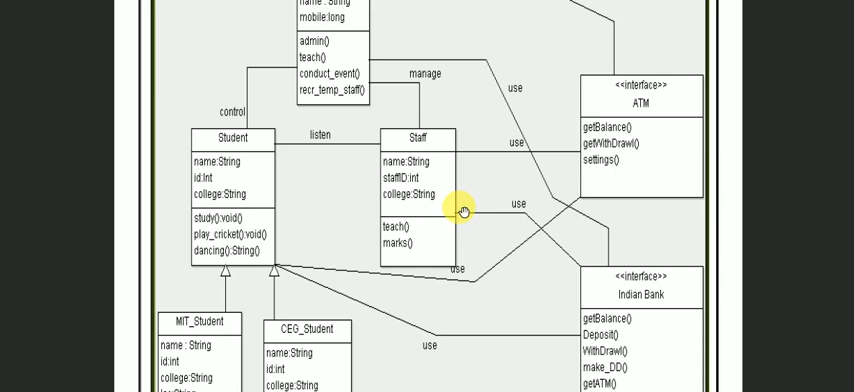 name : String
mobile:long
admin()
teach()
conduct_event()
recr_temp_staff()
manage
use
control
<<interface>>
ATM
getBalance()
getWithDrawl()
settings()
Student
name:String
id:Int
college:String
study():void()
play_cricket():void()
dancing():String()
listen
Staff
name:String
staffID:int
college:String
teach()
marks()
use
use
use
use
<<interface>>
Indian Bank
getBalance()
Deposit()
WithDrawl()
make_DD()
getATM()
MIT_Student
name : String
id:int
college:String
CEG_Student
name:String
id:int
college:String